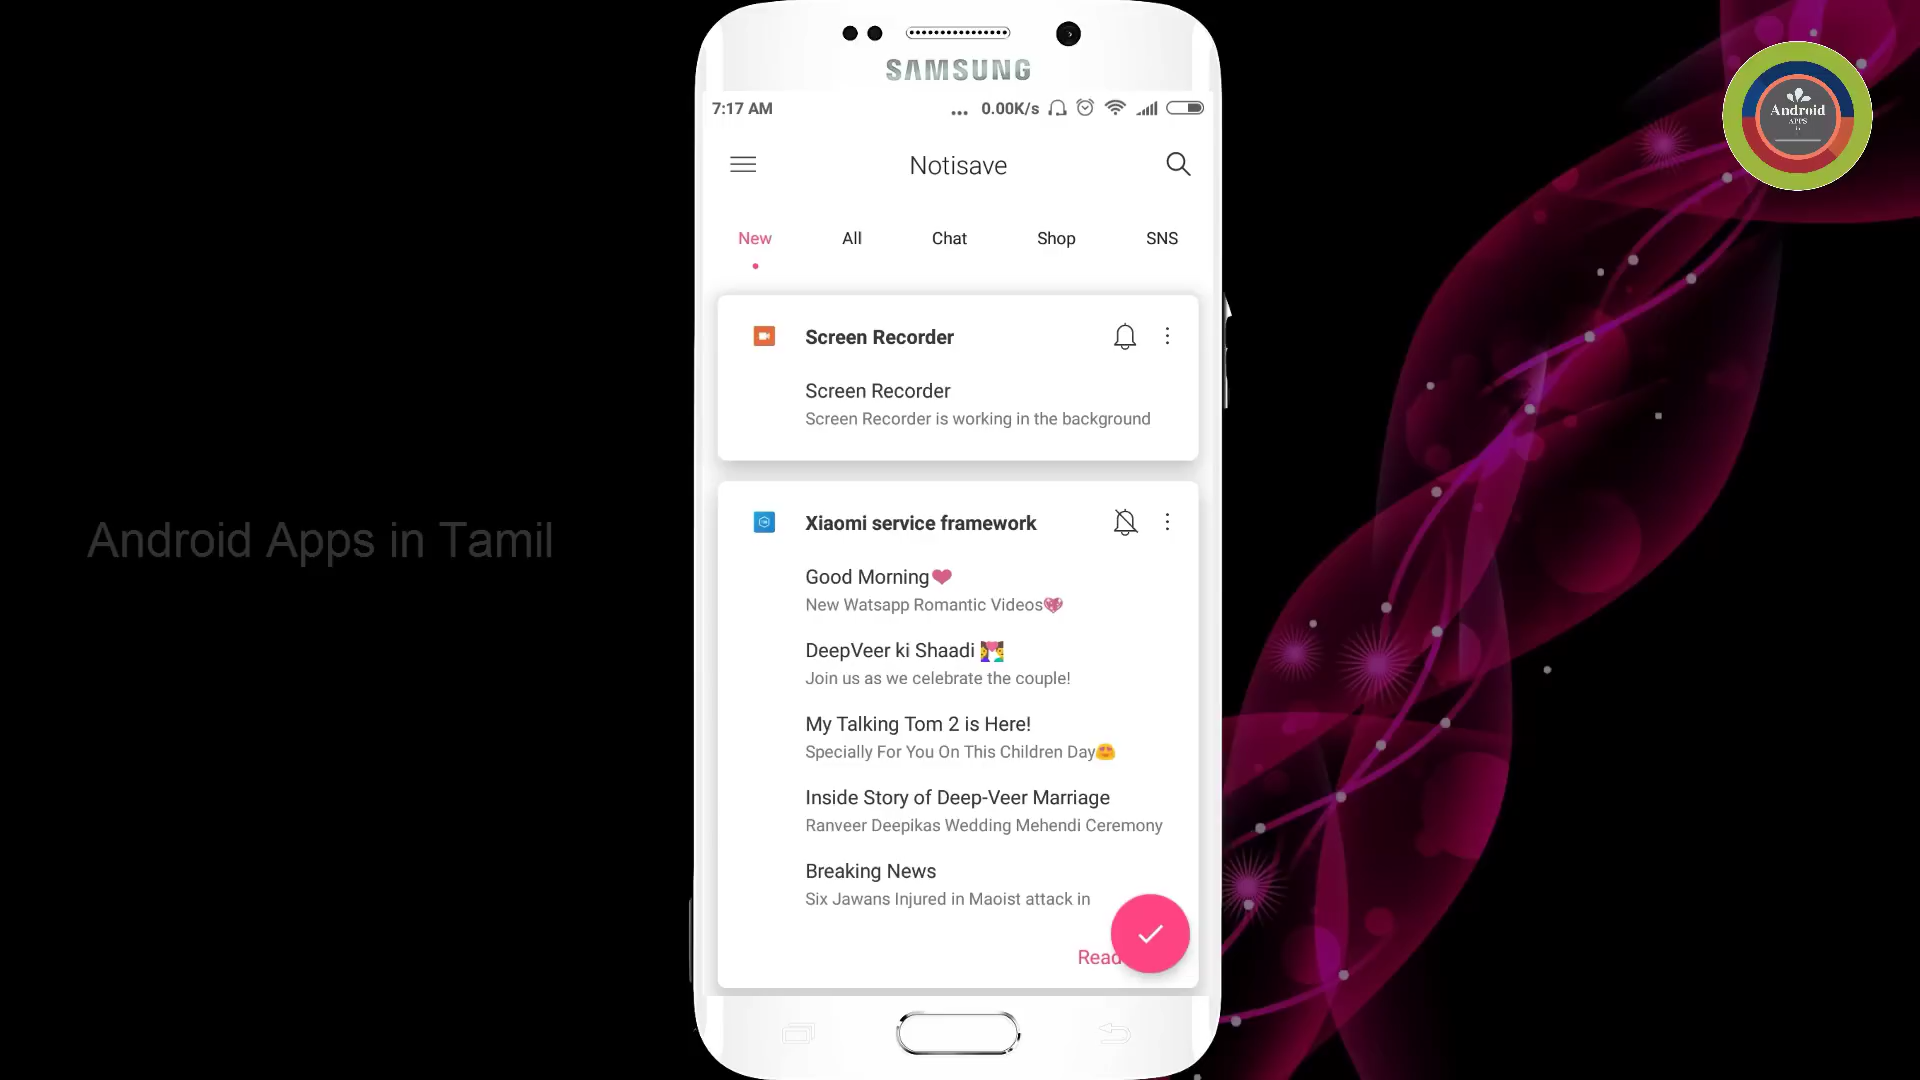 SAMSUNG
7:17 AM
... 0.00K/s
Notisave
New All Chat Shop SNS
Screen Recorder
Screen Recorder
Screen Recorder is working in the background
Xiaomi service framework
Good Morning❤
New Watsapp Romantic Videos💖
DeepVeer ki Shaadi 💑
Join us as we celebrate the couple!
My Talking Tom 2 is Here!
Specially For You On This Children Day😍
Inside Story of Deep-Veer Marriage
Ranveer Deepikas Wedding Mehendi Ceremony
Breaking News
Six Jawans Injured in Maoist attack in
Read
Android Apps in Tamil
Android
APPS